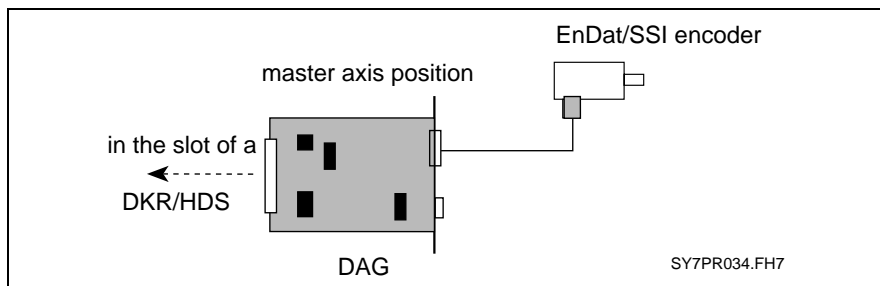 EnDat/SSI encoder
master axis position
in the slot of a
DKR/HDS
DAG
SY7PR034.FH7